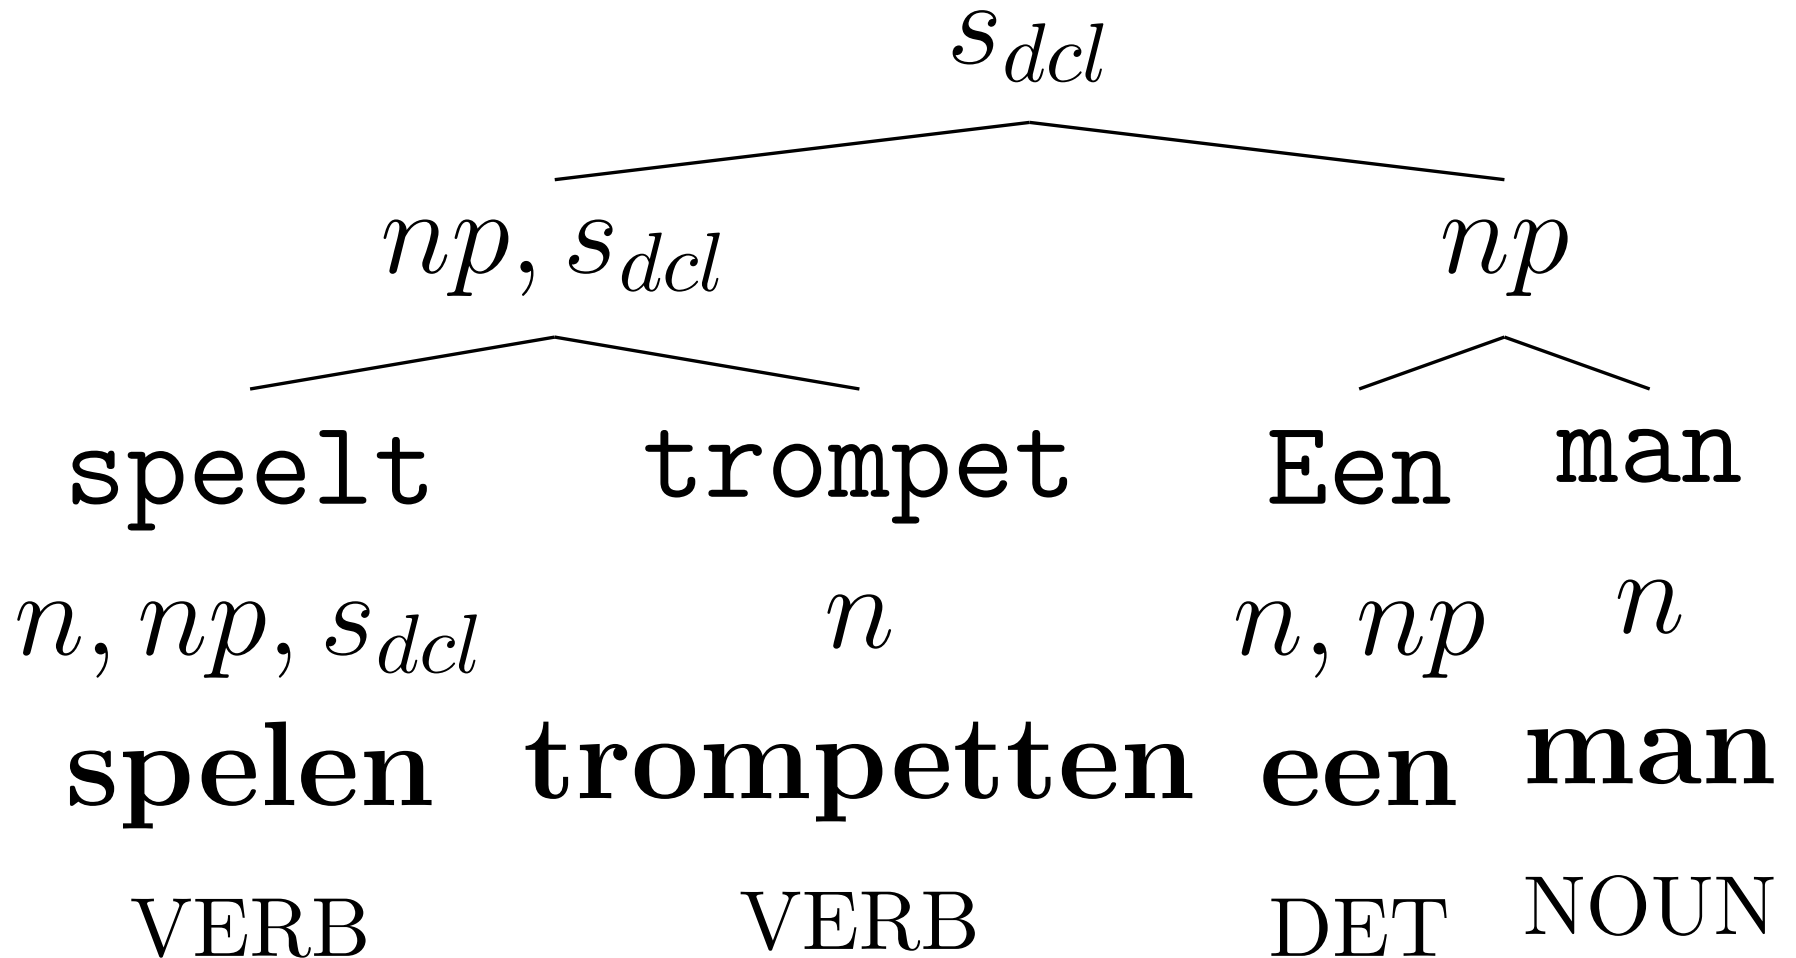 s_dcl
np, s_dcl np
speelt trompet Een man
n, np, s_dcl n n, np n
spelen trompetten een man
VERB VERB DET NOUN